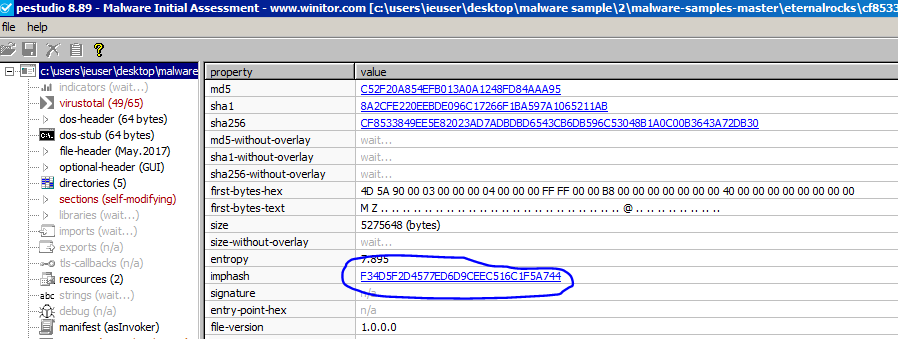 pestudio 8.89 - Malware Initial Assessment - www.winitor.com [c:\users\ieuser\desktop\malware sample\2\malware-samples-master\eternalrocks\cf8533
file help
c:\users\ieuser\desktop\malware
indicators (wait...)
virustotal (49/65)
dos-header (64 bytes)
dos-stub (64 bytes)
file-header (May.2017)
optional-header (GUI)
directories (5)
sections (self-modifying)
libraries (wait...)
imports (wait...)
exports (n/a)
tls-callbacks (n/a)
resources (2)
abc strings (wait...)
debug (n/a)
manifest (asInvoker)
property value
md5 C52F20A854EFB013A0A1248FD84AAA95
sha1 8A2CFE220EEBDE096C17266F1BA597A1065211AB
sha256 CF8533849EE5E82023AD7ADBDBD6543CB6DB596C53048B1A0C00B3643A72DB30
md5-without-overlay wait...
sha1-without-overlay wait...
sha256-without-overlay wait...
first-bytes-hex 4D 5A 90 00 03 00 00 00 04 00 00 00 FF FF 00 00 B8 00 00 00 00 00 00 00 40 00 00 00 00 00 00 00
first-bytes-text M Z .. .. .. .. .. .. .. .. .. .. .. .. .. .. .. .. .. .. .. .. .. .. @ .. .. .. .. .. .. ..
size 5275648 (bytes)
size-without-overlay wait...
entropy 7.895
imphash F34D5F2D4577ED6D9CEEC516C1F5A744
signature n/a
entry-point-hex n/a
file-version 1.0.0.0